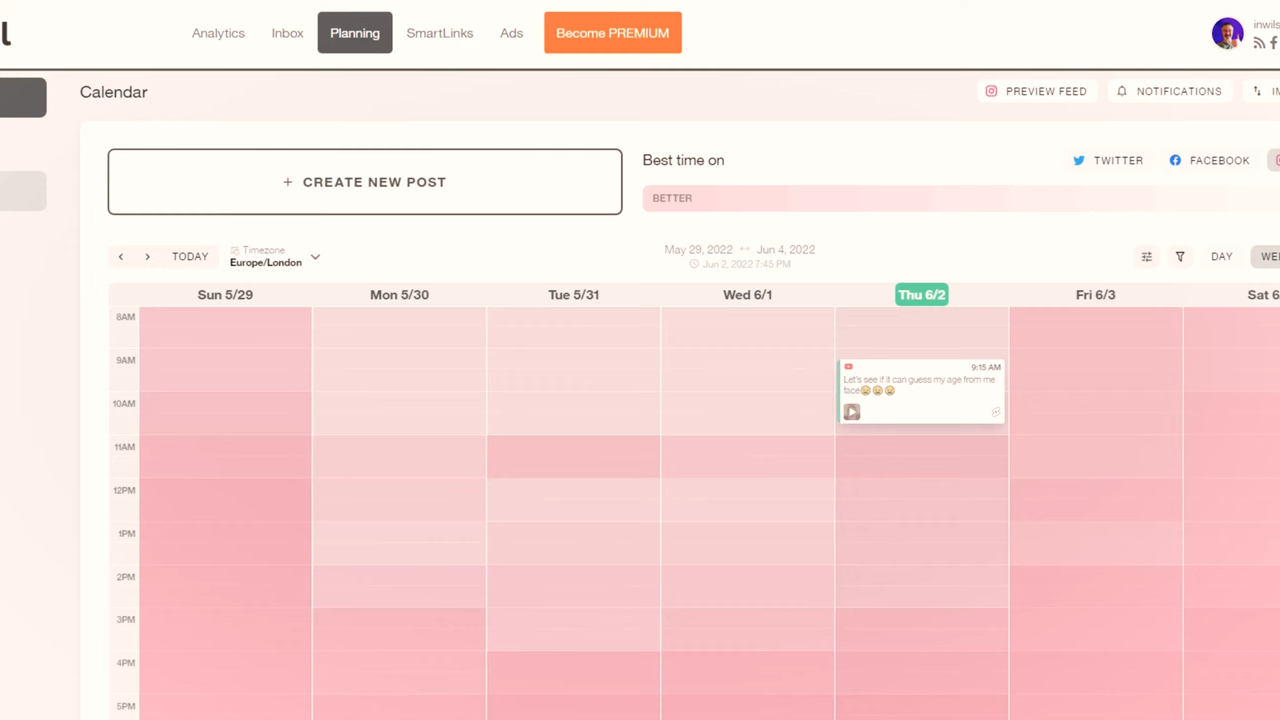 l
Analytics
Inbox
Planning
SmartLinks
Ads
Become PREMIUM
inwils
Calendar
PREVIEW FEED
NOTIFICATIONS
IM
+ CREATE NEW POST
Best time on
TWITTER
FACEBOOK
BETTER
TODAY
Timezone
Europe/London
May 29, 2022 ↔ Jun 4, 2022
Jun 2, 2022 7:45 PM
DAY
WEE
Sun 5/29
Mon 5/30
Tue 5/31
Wed 6/1
Thu 6/2
Fri 6/3
Sat 6
8AM
9AM
9:15 AM
Let's see if it can guess my age from me
face😥😥😥
10AM
11AM
12PM
1PM
2PM
3PM
4PM
5PM